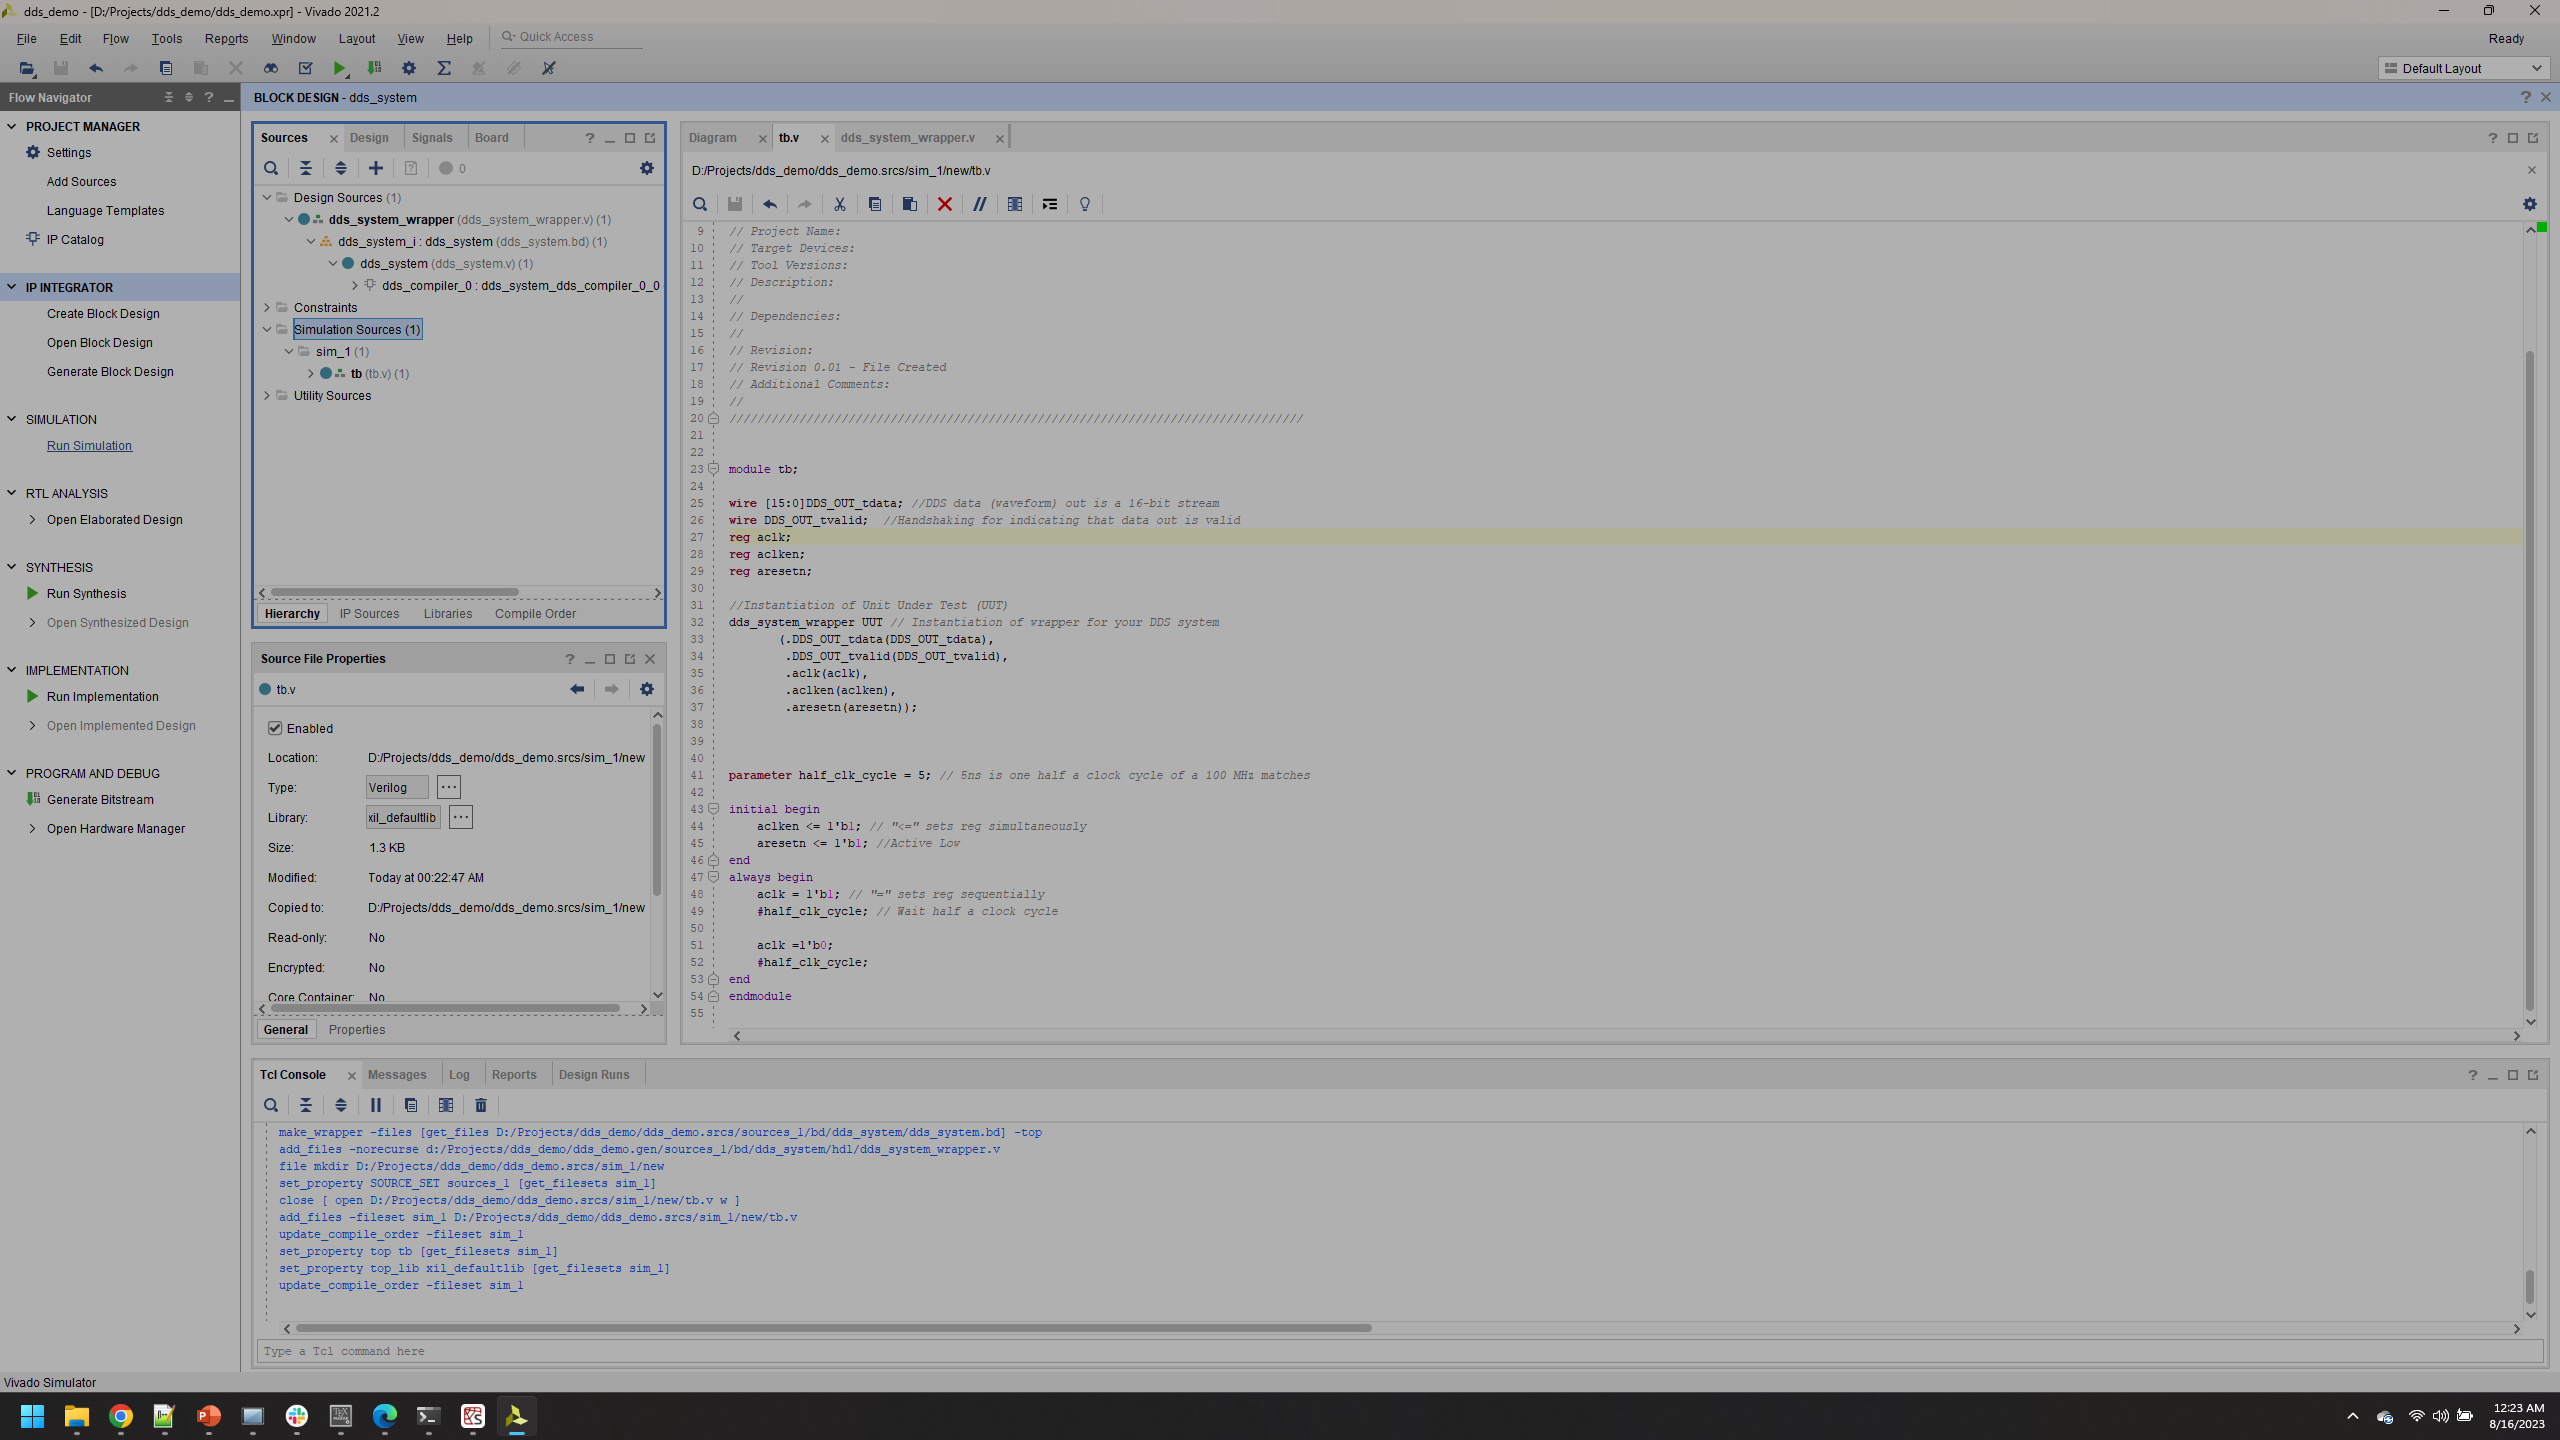 dds_demo - [D:/Projects/dds_demo/dds_demo.xpr] - Vivado 2021.2
File Edit Flow Tools Reports Window Layout View Help Quick Access Ready
Default Layout
Flow Navigator
PROJECT MANAGER
Settings
Add Sources
Language Templates
IP Catalog
IP INTEGRATOR
Create Block Design
Open Block Design
Generate Block Design
SIMULATION
Run Simulation
RTL ANALYSIS
Open Elaborated Design
SYNTHESIS
Run Synthesis
Open Synthesized Design
IMPLEMENTATION
Run Implementation
Open Implemented Design
PROGRAM AND DEBUG
Generate Bitstream
Open Hardware Manager
BLOCK DESIGN - dds_system
Sources Design Signals Board
0
Design Sources (1)
dds_system_wrapper (dds_system_wrapper.v) (1)
dds_system_i : dds_system (dds_system.bd) (1)
dds_system (dds_system.v) (1)
dds_compiler_0 : dds_system_dds_compiler_0_0
Constraints
Simulation Sources (1)
sim_1 (1)
tb (tb.v) (1)
Utility Sources
Hierarchy IP Sources Libraries Compile Order
Source File Properties
tb.v
Enabled
Location: D:/Projects/dds_demo/dds_demo.srcs/sim_1/new
Type: Verilog
Library: xil_defaultlib
Size: 1.3 KB
Modified: Today at 00:22:47 AM
Copied to: D:/Projects/dds_demo/dds_demo.srcs/sim_1/new
Read-only: No
Encrypted: No
Core Container: No
General Properties
Diagram tb.v dds_system_wrapper.v
D:/Projects/dds_demo/dds_demo.srcs/sim_1/new/tb.v
9 // Project Name:
10 // Target Devices:
11 // Tool Versions:
12 // Description:
13 //
14 // Dependencies:
15 //
16 // Revision:
17 // Revision 0.01 - File Created
18 // Additional Comments:
19 //
20 //////////////////////////////////////////////////////////////////////////////////
21
22
23 module tb;
24
25 wire [15:0]DDS_OUT_tdata; //DDS data (waveform) out is a 16-bit stream
26 wire DDS_OUT_tvalid;  //Handshaking for indicating that data out is valid
27 reg aclk;
28 reg aclken;
29 reg aresetn;
30
31 //Instantiation of Unit Under Test (UUT)
32 dds_system_wrapper UUT // Instantiation of wrapper for your DDS system
33 (.DDS_OUT_tdata(DDS_OUT_tdata),
34 .DDS_OUT_tvalid(DDS_OUT_tvalid),
35 .aclk(aclk),
36 .aclken(aclken),
37 .aresetn(aresetn));
38
39
40
41 parameter half_clk_cycle = 5; // 5ns is one half a clock cycle of a 100 MHz matches
42
43 initial begin
44 aclken <= 1'b1; // "<=" sets reg simultaneously
45 aresetn <= 1'b1; //Active Low
46 end
47 always begin
48 aclk = 1'b1; // "=" sets reg sequentially
49 #half_clk_cycle; // Wait half a clock cycle
50
51 aclk =1'b0;
52 #half_clk_cycle;
53 end
54 endmodule
55
Tcl Console Messages Log Reports Design Runs
make_wrapper -files [get_files D:/Projects/dds_demo/dds_demo.srcs/sources_1/bd/dds_system/dds_system.bd] -top
add_files -norecurse d:/Projects/dds_demo/dds_demo.gen/sources_1/bd/dds_system/hdl/dds_system_wrapper.v
file mkdir D:/Projects/dds_demo/dds_demo.srcs/sim_1/new
set_property SOURCE_SET sources_1 [get_filesets sim_1]
close [ open D:/Projects/dds_demo/dds_demo.srcs/sim_1/new/tb.v w ]
add_files -fileset sim_1 D:/Projects/dds_demo/dds_demo.srcs/sim_1/new/tb.v
update_compile_order -fileset sim_1
set_property top tb [get_filesets sim_1]
set_property top_lib xil_defaultlib [get_filesets sim_1]
update_compile_order -fileset sim_1
Type a Tcl command here
Vivado Simulator
12:23 AM
8/16/2023